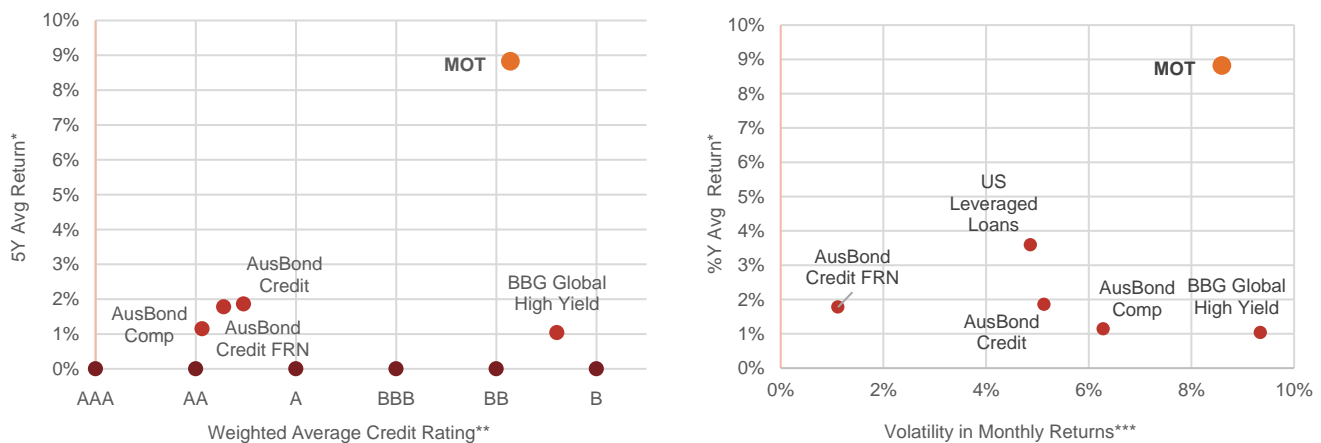 5Y Avg Return*
10%
9%
8%
7%
6%
5%
4%
3%
2%
1%
0%
MOT
AusBond
Credit
AusBond
Comp
AusBond
Credit FRN
BBG Global
High Yield
AAA
AA
A
BBB
BB
B
Weighted Average Credit Rating**
%Y Avg Return*
10%
9%
8%
7%
6%
5%
4%
3%
2%
1%
0%
MOT
US
Leveraged
Loans
AusBond
Credit FRN
AusBond
Credit
AusBond
Comp
BBG Global
High Yield
0%
2%
4%
6%
8%
10%
Volatility in Monthly Returns***